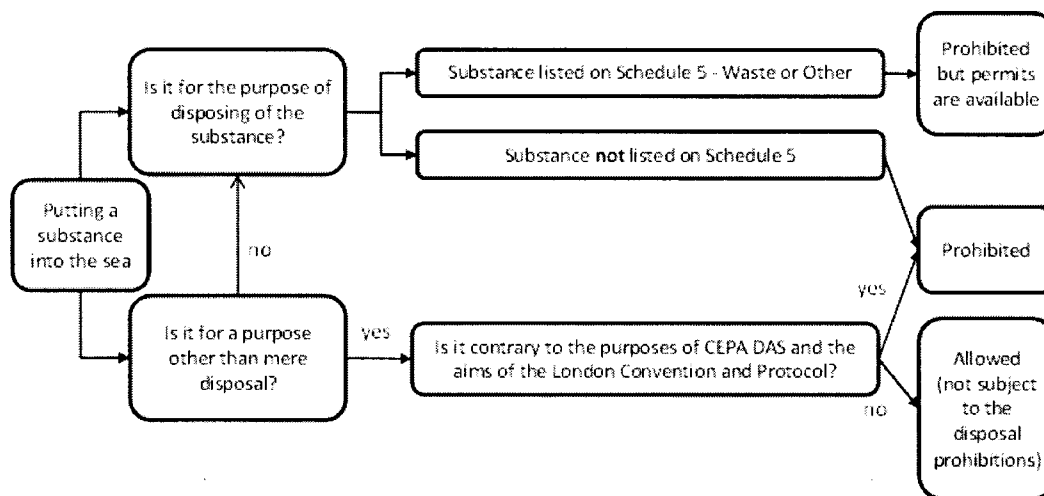 Putting a
substance
into the sea
Is it for the purpose of
disposing of the
substance?
no
Is it for a purpose
other than mere
disposal?
yes
Substance listed on Schedule 5 - Waste or Other
Substance not listed on Schedule 5
Is it contrary to the purposes of CEPA DAS and the
aims of the London Convention and Protocol?
yes
no
Prohibited
but permits
are available
Prohibited
Allowed
(not subject
to the
disposal
prohibitions)